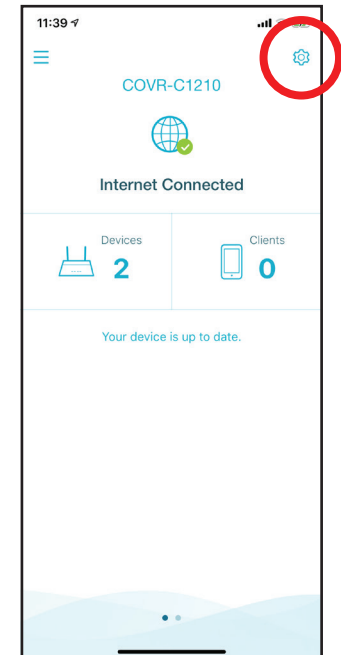 11:39
COVR-C1210
Internet Connected
Devices
2
Clients
0
Your device is up to date.